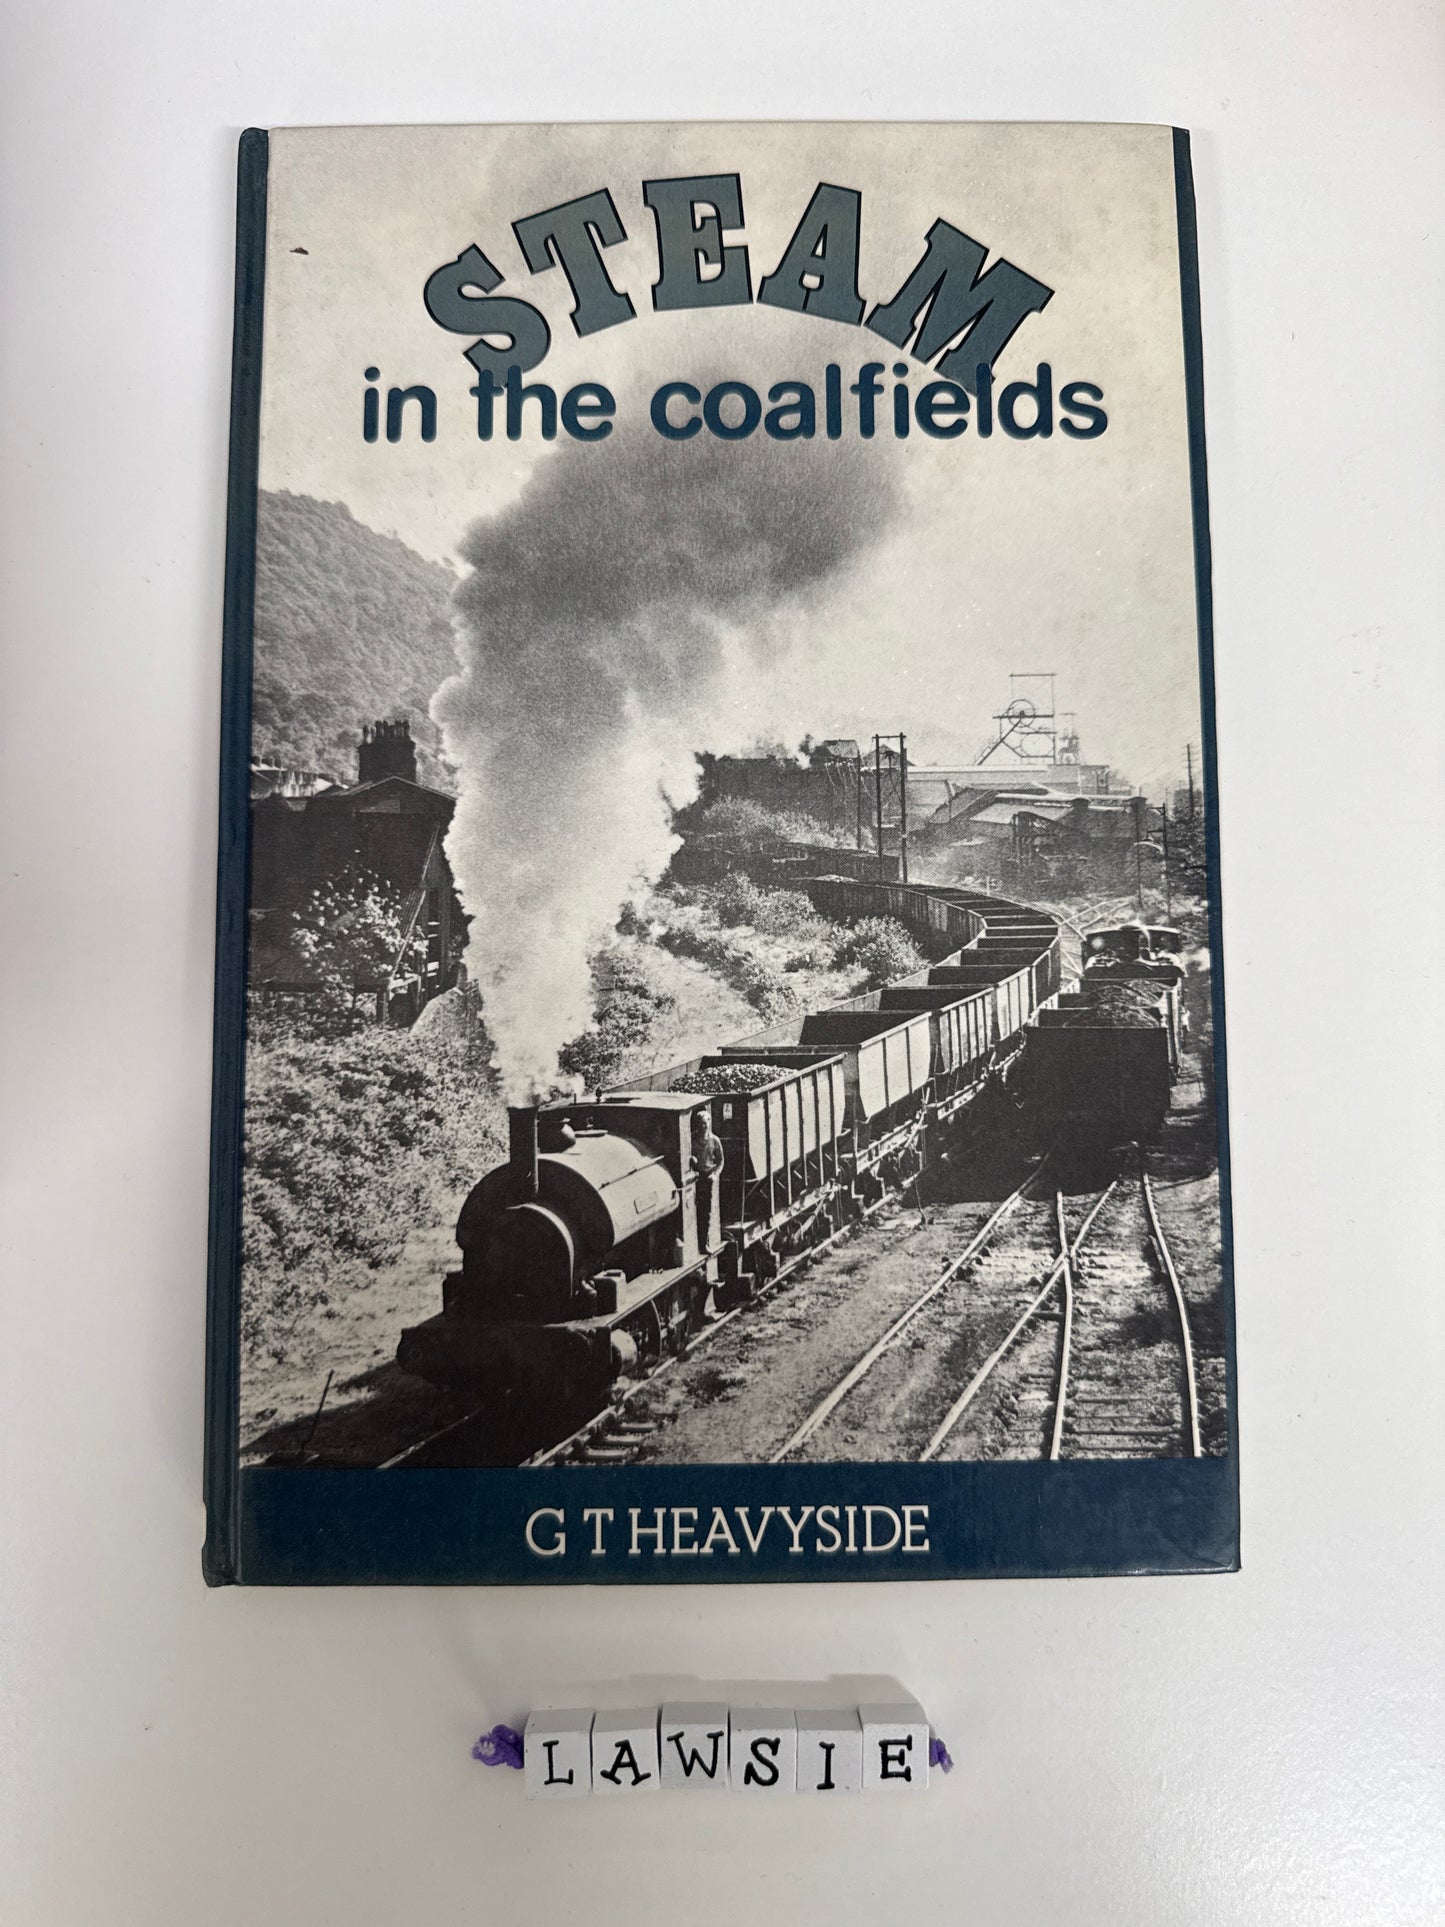 STEAM
in the coalfields
G T HEAVYSIDE
LAWSIE